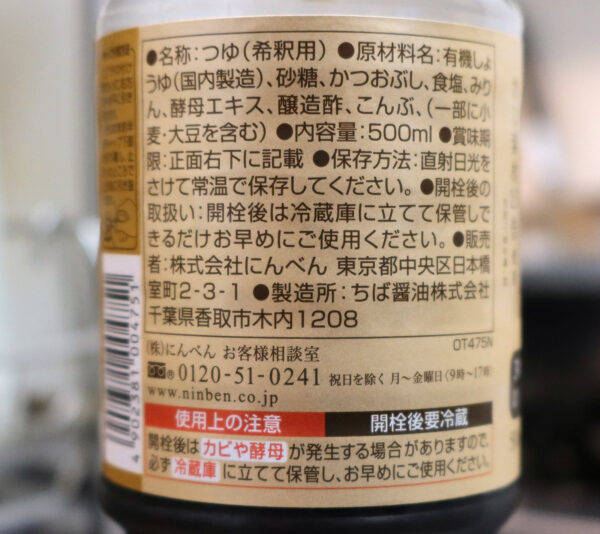 ●名称：つゆ（希釈用）●原材料名：有機しょ
うゆ（国内製造）、砂糖、かつおぶし、食塩、みり
ん、酵母エキス、醸造酢、こんぶ、（一部に小
麦・大豆を含む）●内容量：500ml ●賞味期
限：正面右下に記載 ●保存方法：直射日光を
さけて常温で保存してください。●開栓後の
取扱い：開栓後は冷蔵庫に立てて保管しで
きるだけお早めにご使用ください。●販売
者：株式会社にんべん 東京都中央区日本橋
室町2-3-1 ●製造所：ちば醤油株式会社
千葉県香取市木内1208
OT475N
(株)にんべん お客様相談室
0120-51-0241 祝日を除く 月〜金曜日(9時〜17時)
www.ninben.co.jp
使用上の注意 開栓後要冷蔵
開栓後はカビや酵母が発生する場合がありますので、
必ず冷蔵庫に立てて保管し、お早めにご使用ください。
4902381004751